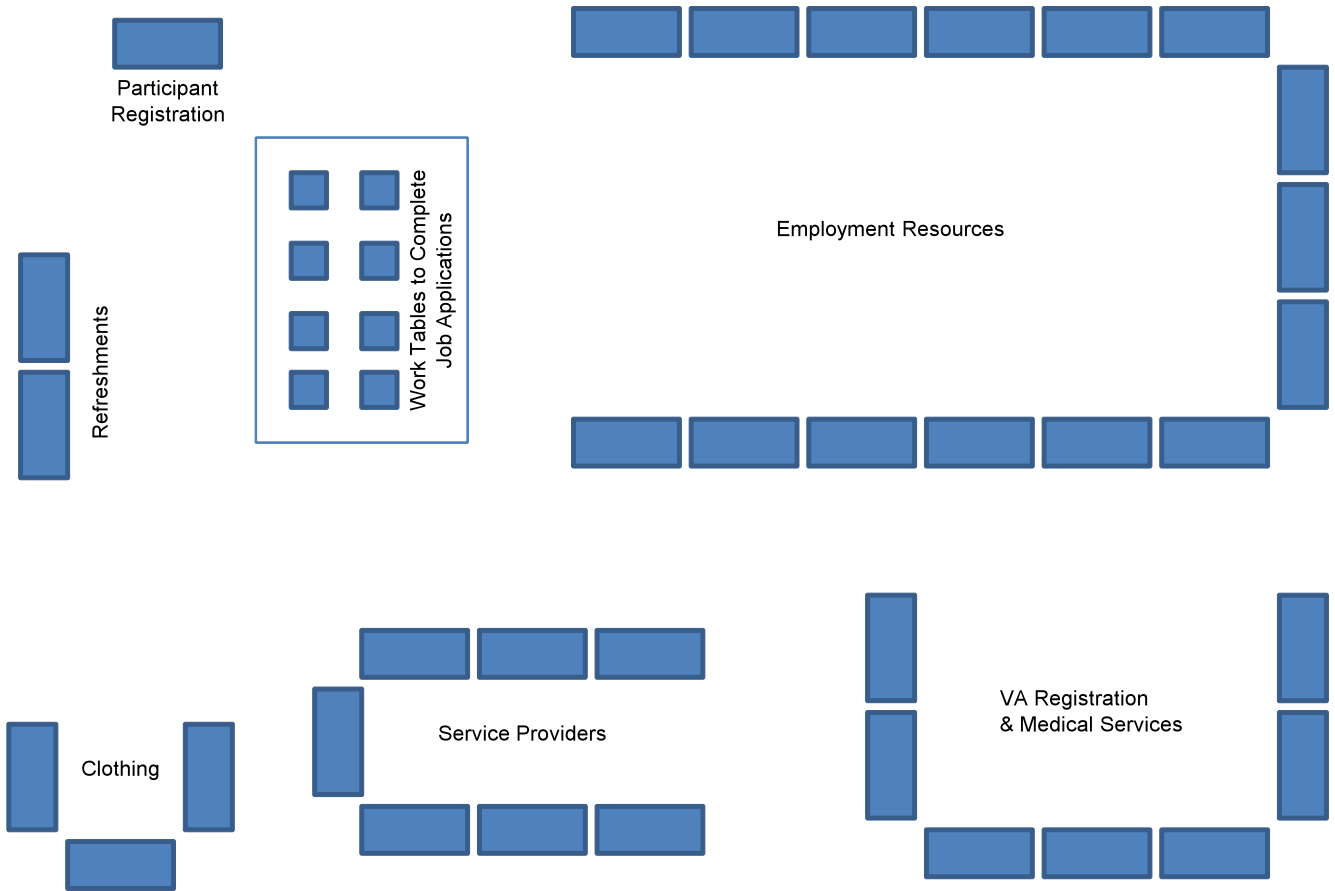 Participant
Registration
Work Tables to Complete
Job Applications
Employment Resources
Refreshments
Service Providers
VA Registration
& Medical Services
Clothing